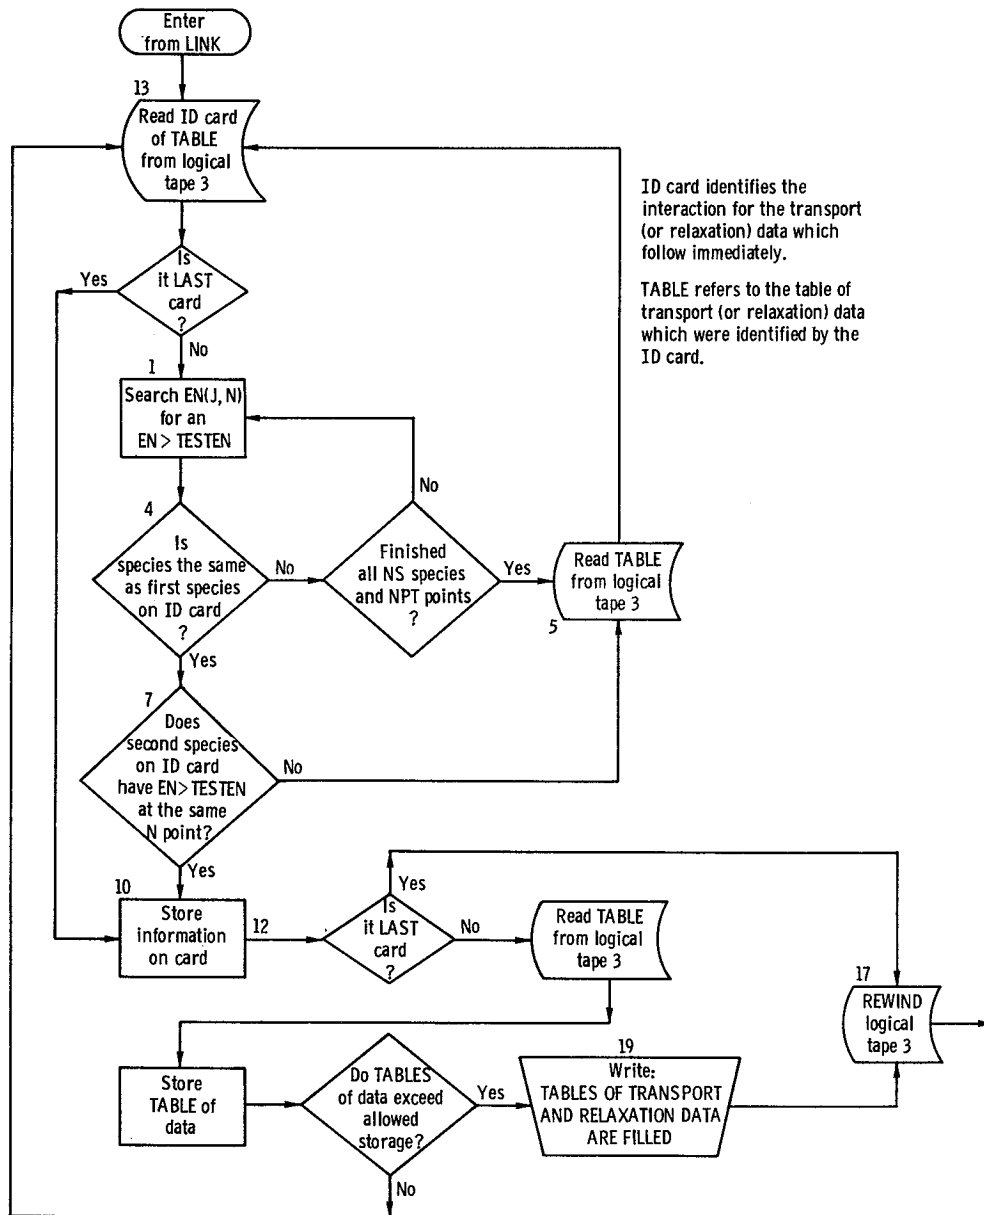 Enter
from LINK
13
Read ID card
of TABLE
from logical
tape 3
ID card identifies the
interaction for the transport
(or relaxation) data which
follow immediately.
TABLE refers to the table of
transport (or relaxation) data
which were identified by the
ID card.
Is
it LAST
card
?
Yes
No
1
Search EN(J, N)
for an
EN > TESTEN
No
4
Is
species the same
as first species
on ID card
?
No
Finished
all NS species
and NPT points
?
Yes
Read TABLE
from logical
tape 3
5
Yes
7
Does
second species
on ID card
have EN>TESTEN
at the same
N point?
No
Yes
10
Store
information
on card
12
Is
it LAST
card
?
Yes
No
Read TABLE
from logical
tape 3
17
REWIND
logical
tape 3
Store
TABLE of
data
Do TABLES
of data exceed
allowed
storage?
Yes
19
Write:
TABLES OF TRANSPORT
AND RELAXATION DATA
ARE FILLED
No